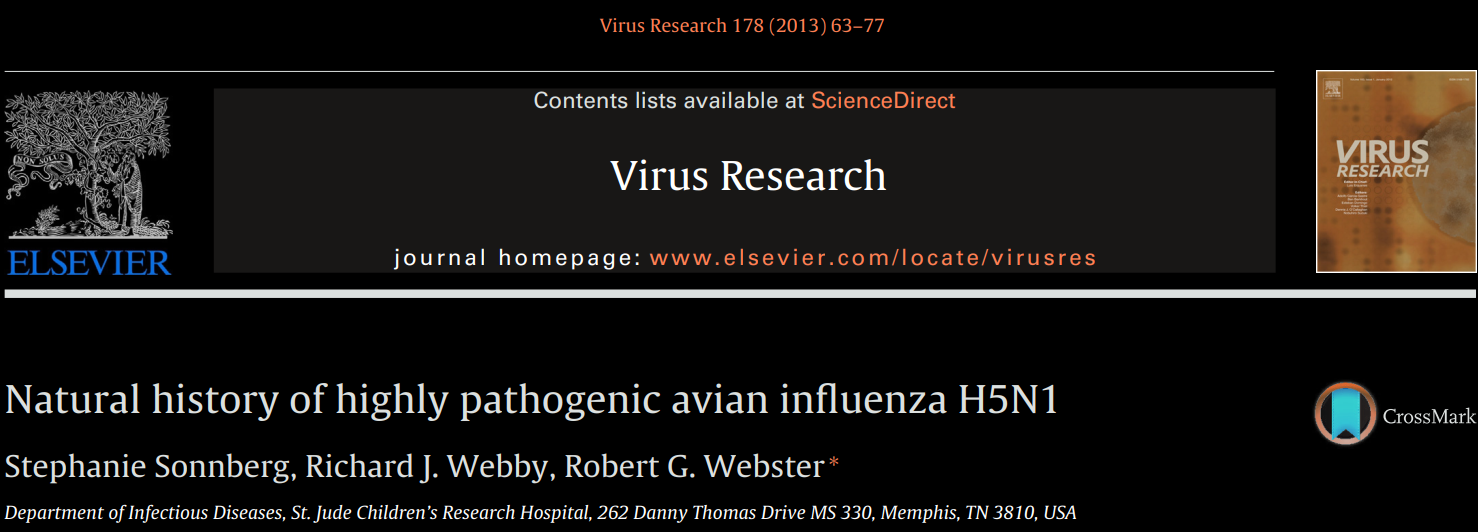 Virus Research 178 (2013) 63–77
Contents lists available at ScienceDirect
Virus Research
journal homepage: www.elsevier.com/locate/virusres
NON SOLUS
ELSEVIER
VIRUS
RESEARCH
Natural history of highly pathogenic avian influenza H5N1
CrossMark
Stephanie Sonnberg, Richard J. Webby, Robert G. Webster*
Department of Infectious Diseases, St. Jude Children's Research Hospital, 262 Danny Thomas Drive MS 330, Memphis, TN 3810, USA